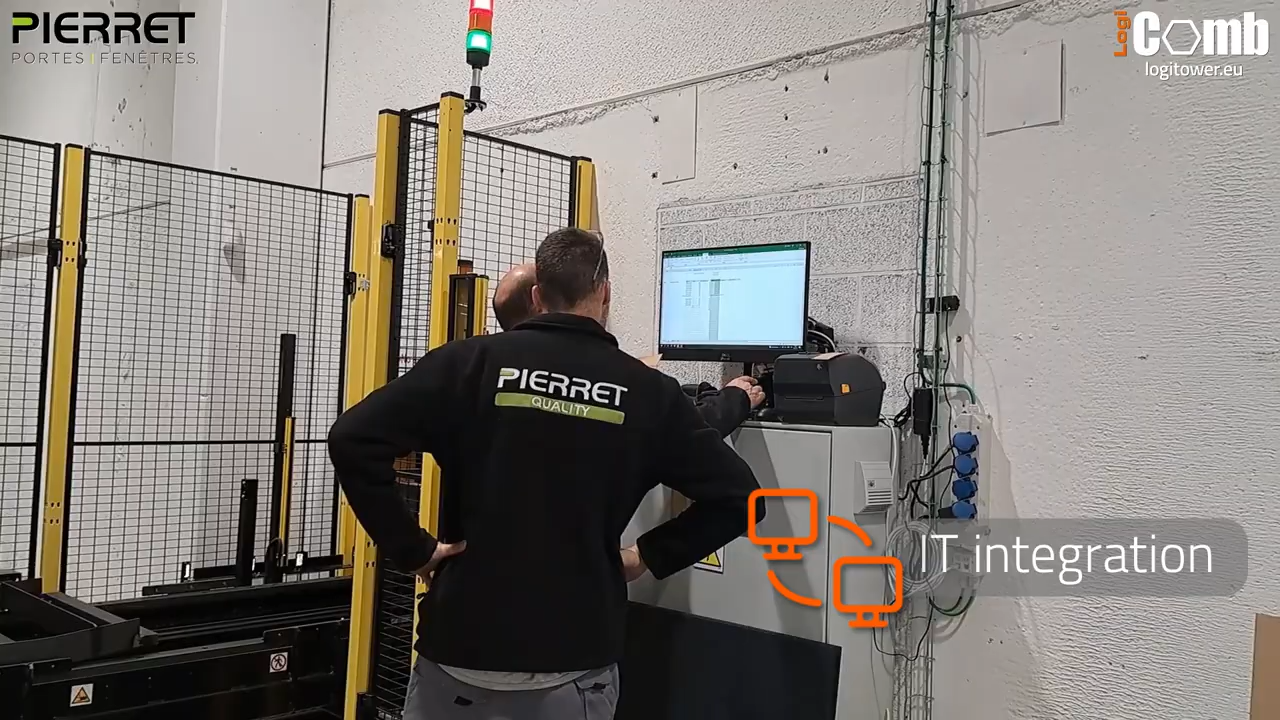 PIERRET
PORTES | FENÊTRES
Logi Comb
logitower.eu
PIERRET
QUALITY
IT integration